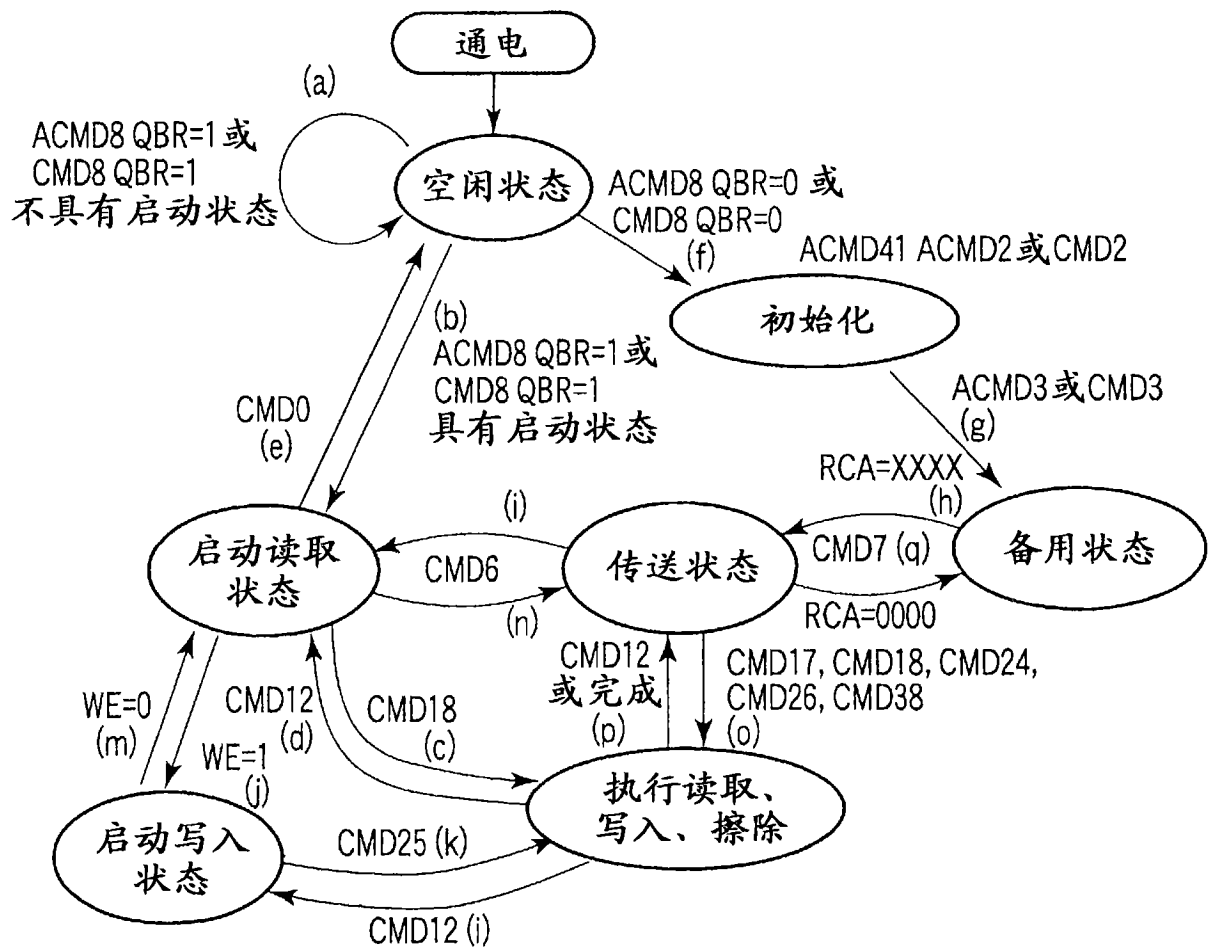 通电
(a)
ACMD8 QBR=1或
CMD8 QBR=1
不具有启动状态
空闲状态
ACMD8 QBR=0 或
CMD8 QBR=0
(f)
ACMD41 ACMD2或CMD2
初始化
(b)
ACMD8 QBR=1或
CMD8 QBR=1
具有启动状态
CMD0
(e)
ACMD3或CMD3
(g)
RCA=XXXX
(h)
备用状态
CMD7 (q)
RCA=0000
启动读取
状态
(i)
CMD6
(n)
传送状态
CMD12
或完成
(p)
CMD17, CMD18, CMD24,
CMD26, CMD38
(o)
WE=0
(m)
WE=1
(j)
CMD12
(d)
CMD18
(c)
执行读取、
写入、擦除
启动写入
状态
CMD25 (k)
CMD12 (i)